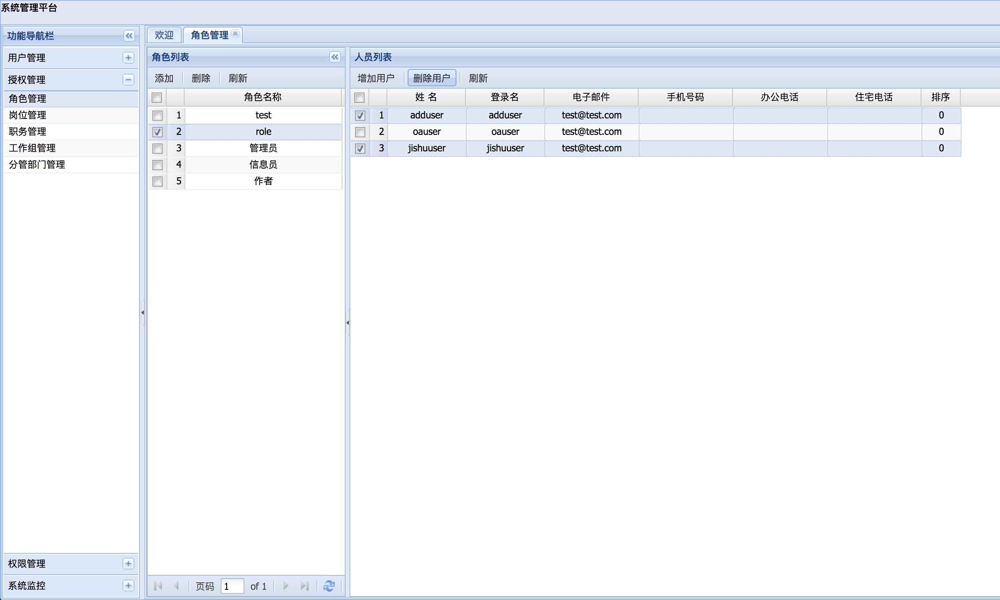 系统管理平台
功能导航栏
用户管理
授权管理
角色管理
岗位管理
职务管理
工作组管理
分管部门管理
权限管理
系统监控
欢迎 角色管理
角色列表
添加 删除 刷新
角色名称
1 test
2 role
3 管理员
4 信息员
5 作者
页码 1 of 1
人员列表
增加用户 删除用户 刷新
姓 名 登录名 电子邮件 手机号码 办公电话 住宅电话 排序
1 adduser adduser test@test.com 0
2 oauser oauser test@test.com 0
3 jishuuser jishuuser test@test.com 0